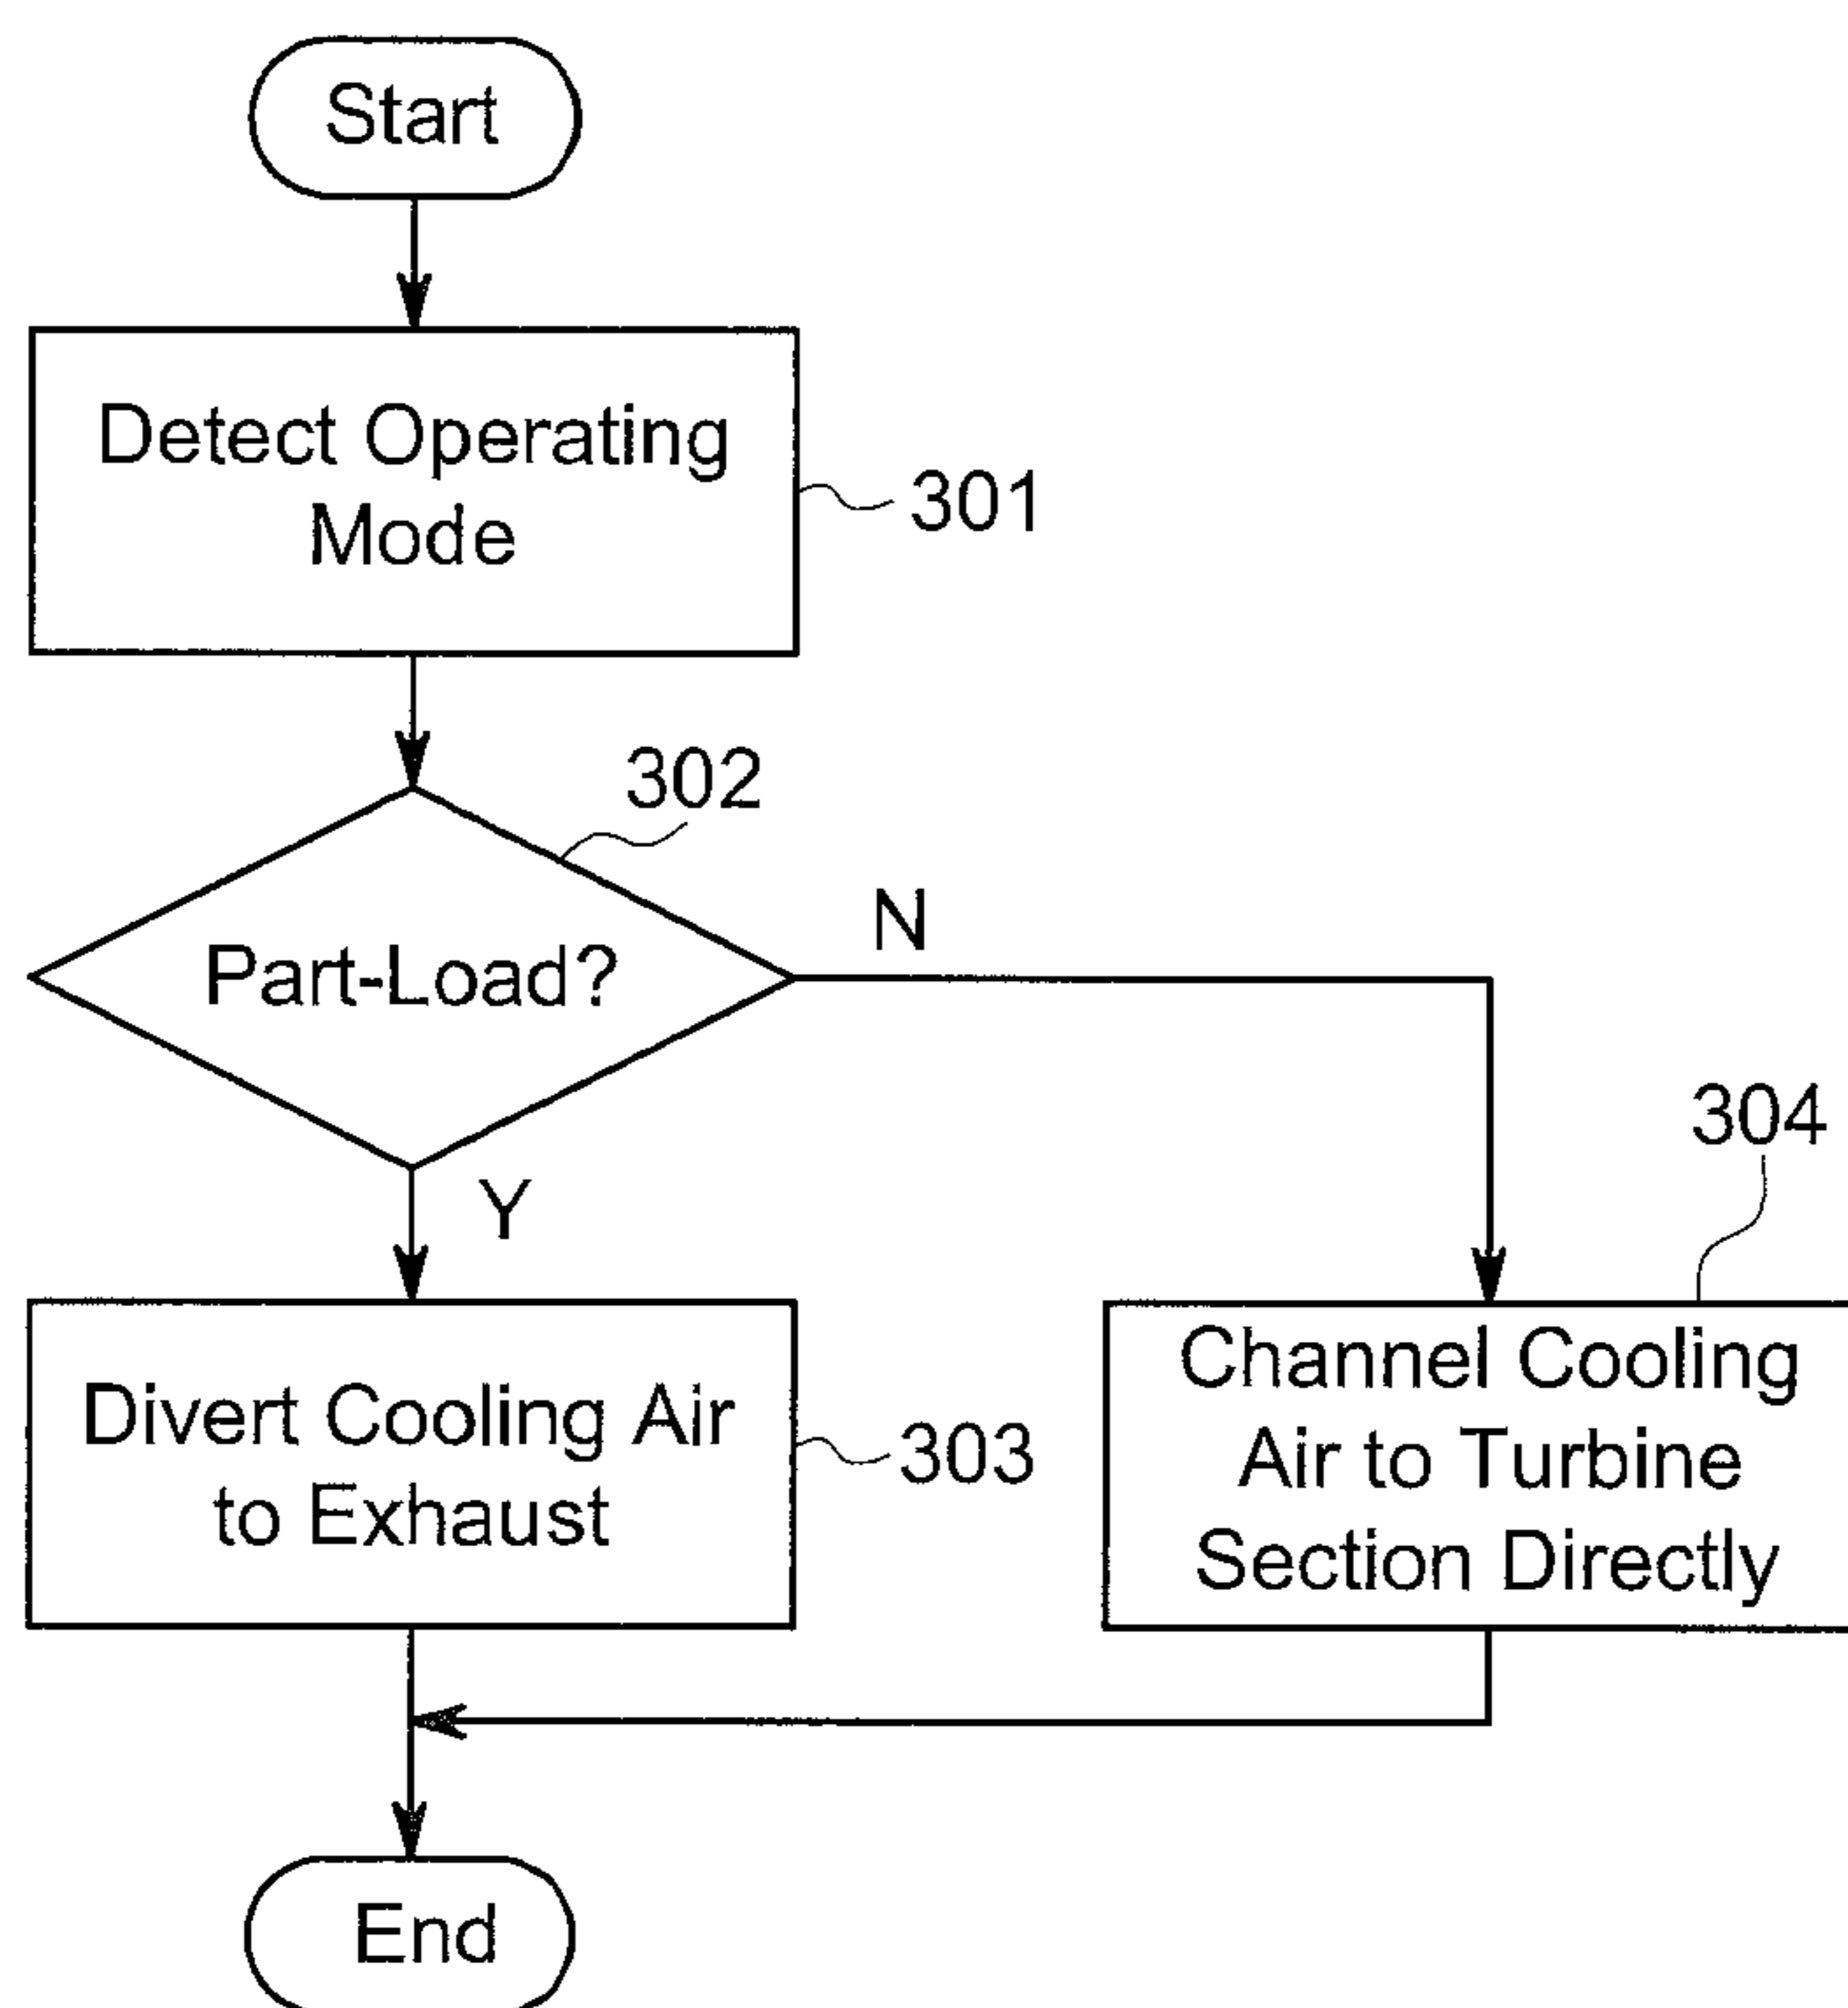 Start
Detect Operating
Mode
301
302
Part-Load?
N
Y
304
Divert Cooling Air
to Exhaust
303
Channel Cooling
Air to Turbine
Section Directly
End